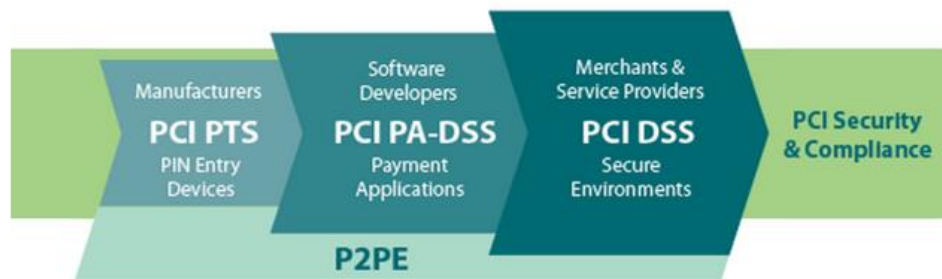 Manufacturers
PCI PTS
PIN Entry
Devices
Software
Developers
PCI PA-DSS
Payment
Applications
Merchants &
Service Providers
PCI DSS
Secure
Environments
PCI Security
& Compliance
P2PE